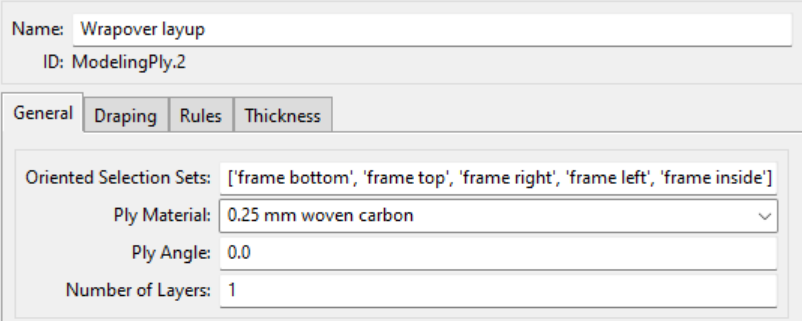 Name: Wrapover layup
ID: ModelingPly.2
General Draping Rules Thickness
Oriented Selection Sets: ['frame bottom', 'frame top', 'frame right', 'frame left', 'frame inside']
Ply Material: 0.25 mm woven carbon
Ply Angle: 0.0
Number of Layers: 1